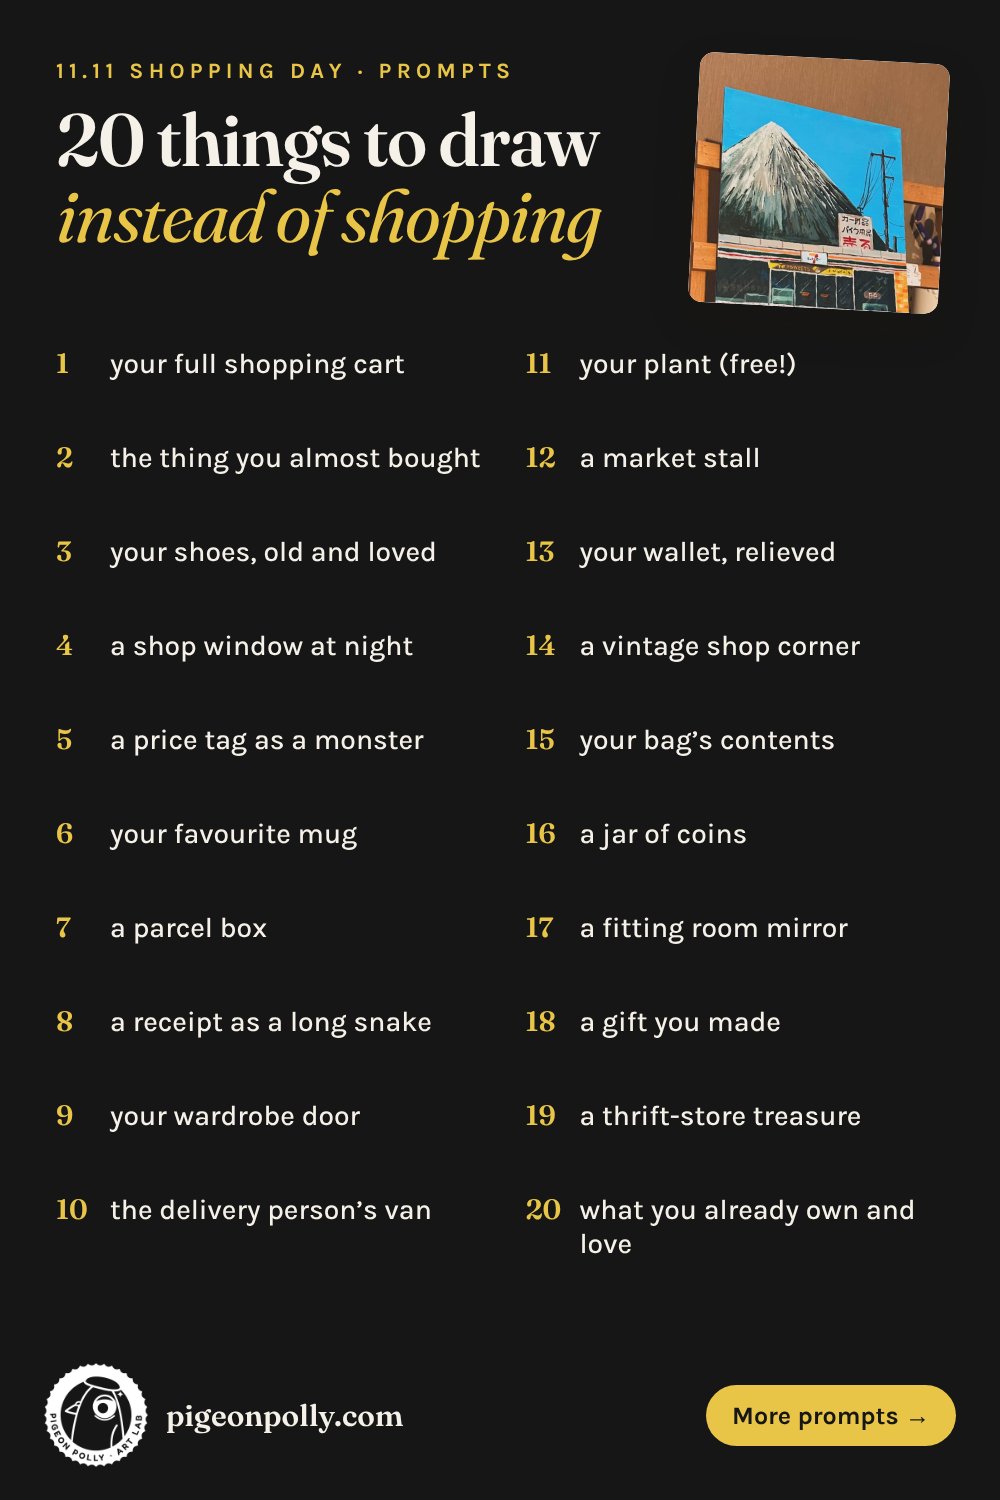 11.11 SHOPPING DAY · PROMPTS
20 things to draw
instead of shopping
売る
1 your full shopping cart
2 the thing you almost bought
3 your shoes, old and loved
4 a shop window at night
5 a price tag as a monster
6 your favourite mug
7 a parcel box
8 a receipt as a long snake
9 your wardrobe door
10 the delivery person’s van
11 your plant (free!)
12 a market stall
13 your wallet, relieved
14 a vintage shop corner
15 your bag’s contents
16 a jar of coins
17 a fitting room mirror
18 a gift you made
19 a thrift-store treasure
20 what you already own and
love
PIGEON POLLY · ART LAB
pigeonpolly.com
More prompts →